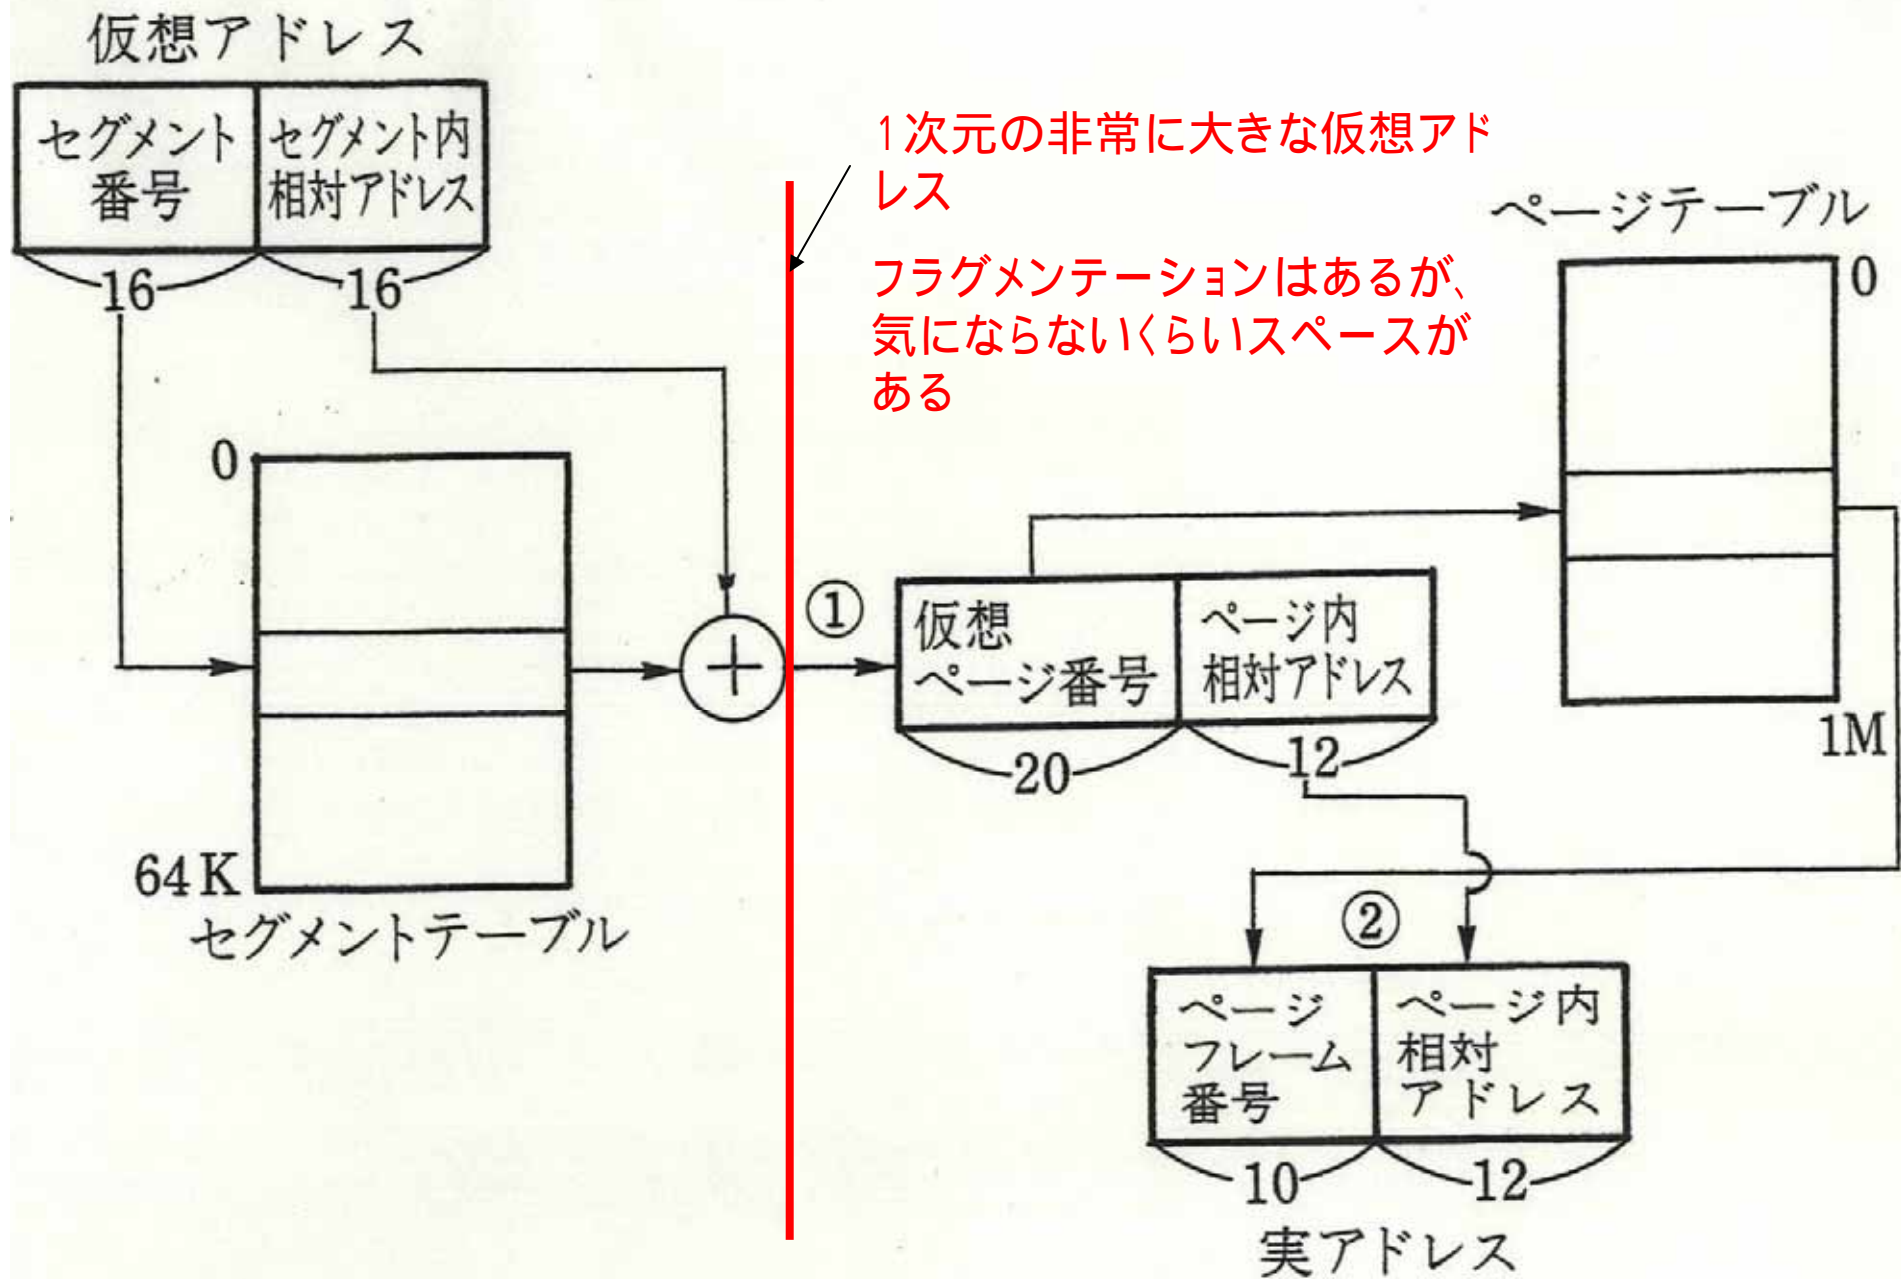 仮想アドレス
セグメント
番号
セグメント内
相対アドレス
16
16
1次元の非常に大きな仮想アド
レス
フラグメンテーションはあるが、
気にならないくらいスペースが
ある
ページテーブル
0
1M
0
64K
セグメントテーブル
+
①
仮想
ページ番号
ページ内
相対アドレス
20
12
②
ページ
フレーム
番号
ページ内
相対
アドレス
10
12
実アドレス